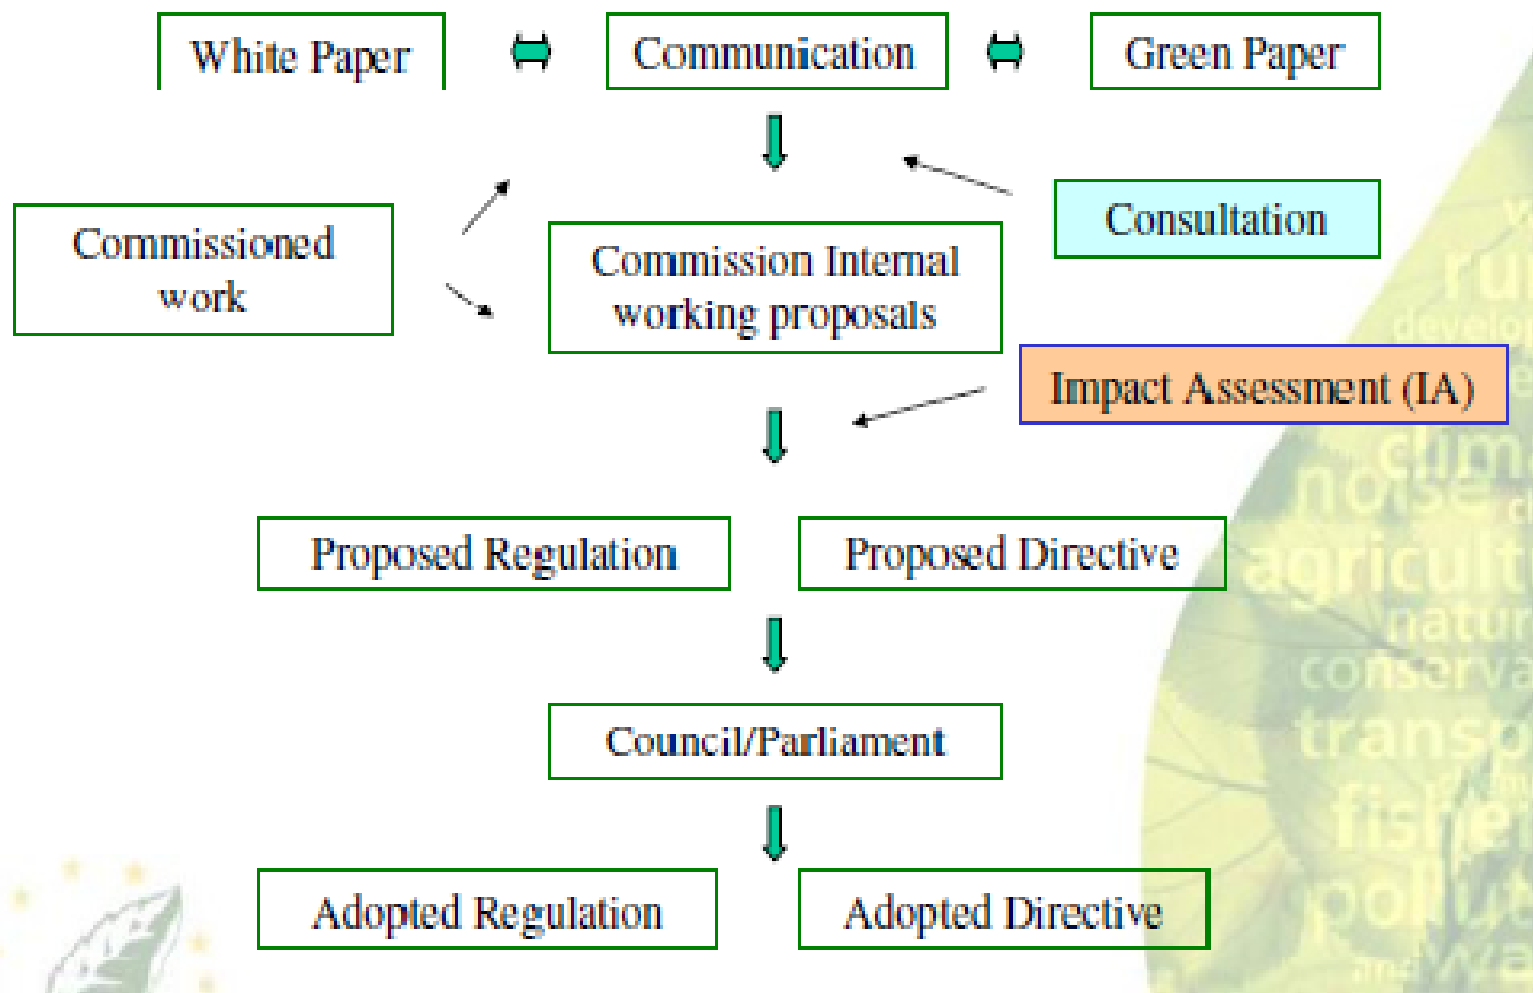 White Paper
Communication
Green Paper
Consultation
Commissioned
work
Commission Internal
working proposals
Impact Assessment (IA)
Proposed Regulation
Proposed Directive
Council/Parliament
Adopted Regulation
Adopted Directive
noise